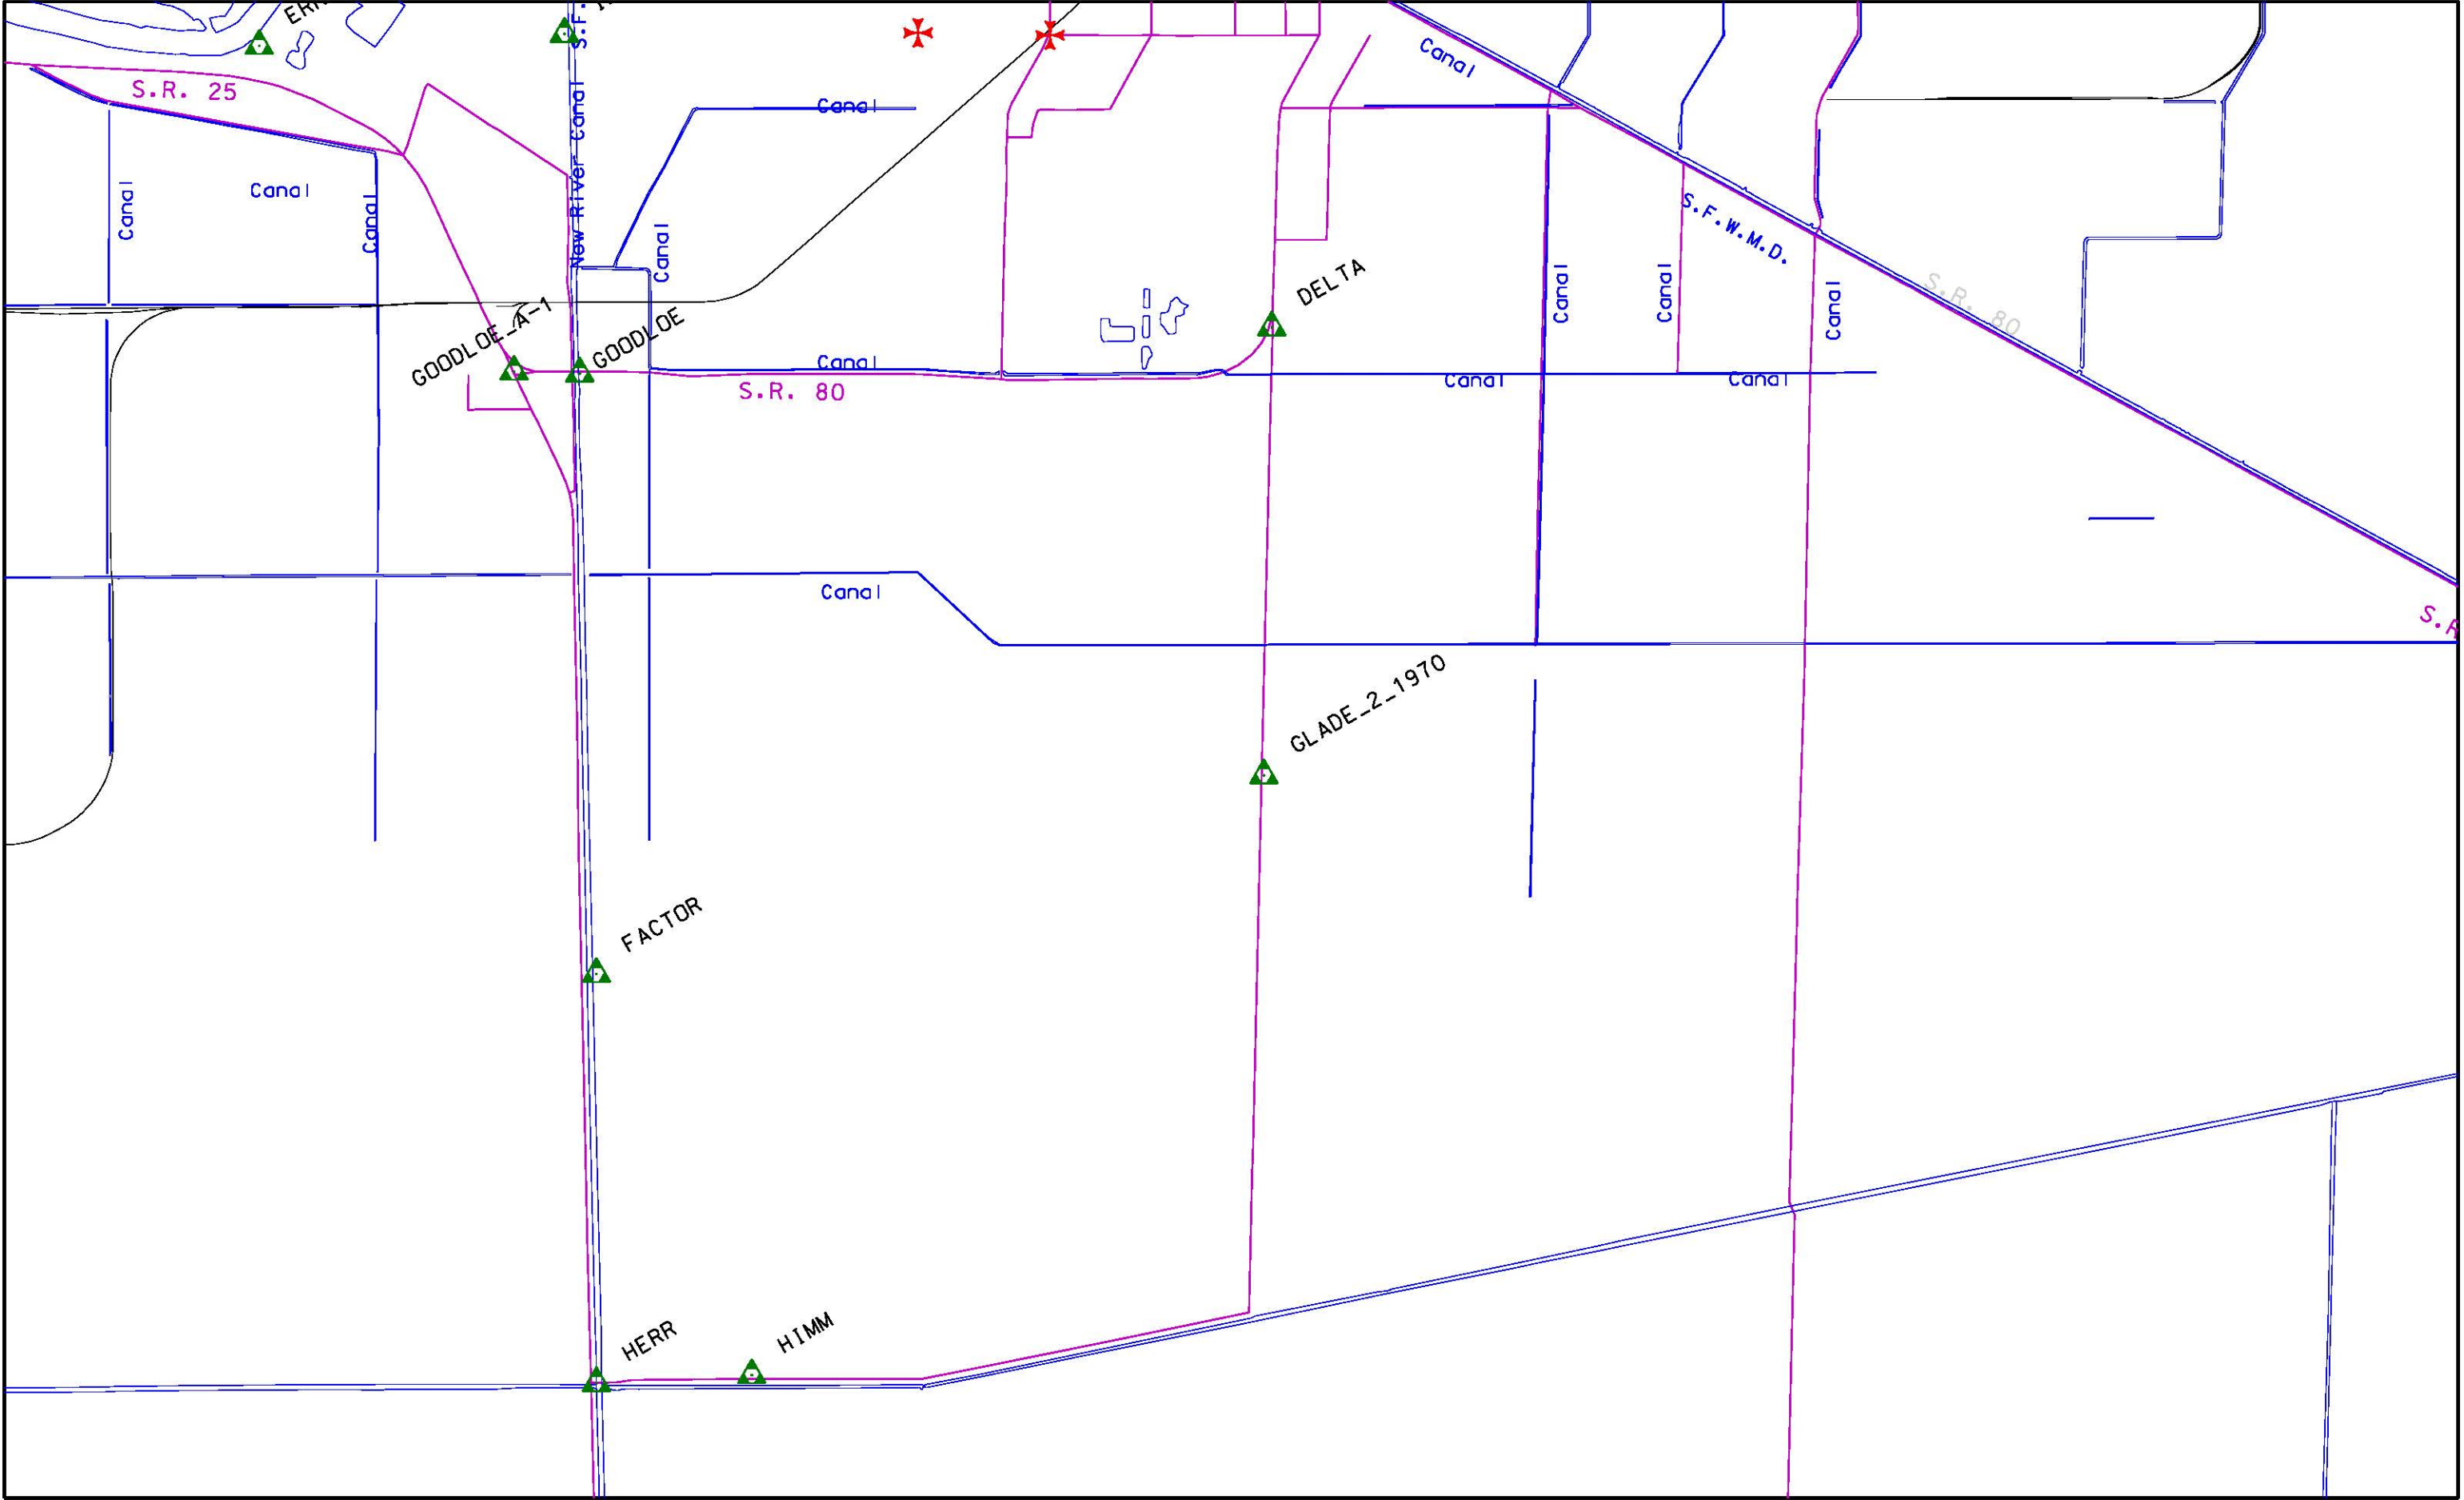 S.R. 25
Canal
Canal
Canal
S.F.
New River Canal
Canal
Canal
Canal
S.F.W.M.D.
Canal
Canal
Canal
DELTA
S.R. 80
GOODLOE_A-1
GOODLOE
Canal
S.R. 80
Canal
Canal
Canal
S.R
GLADE_2_1970
FACTOR
HERR
HIMM